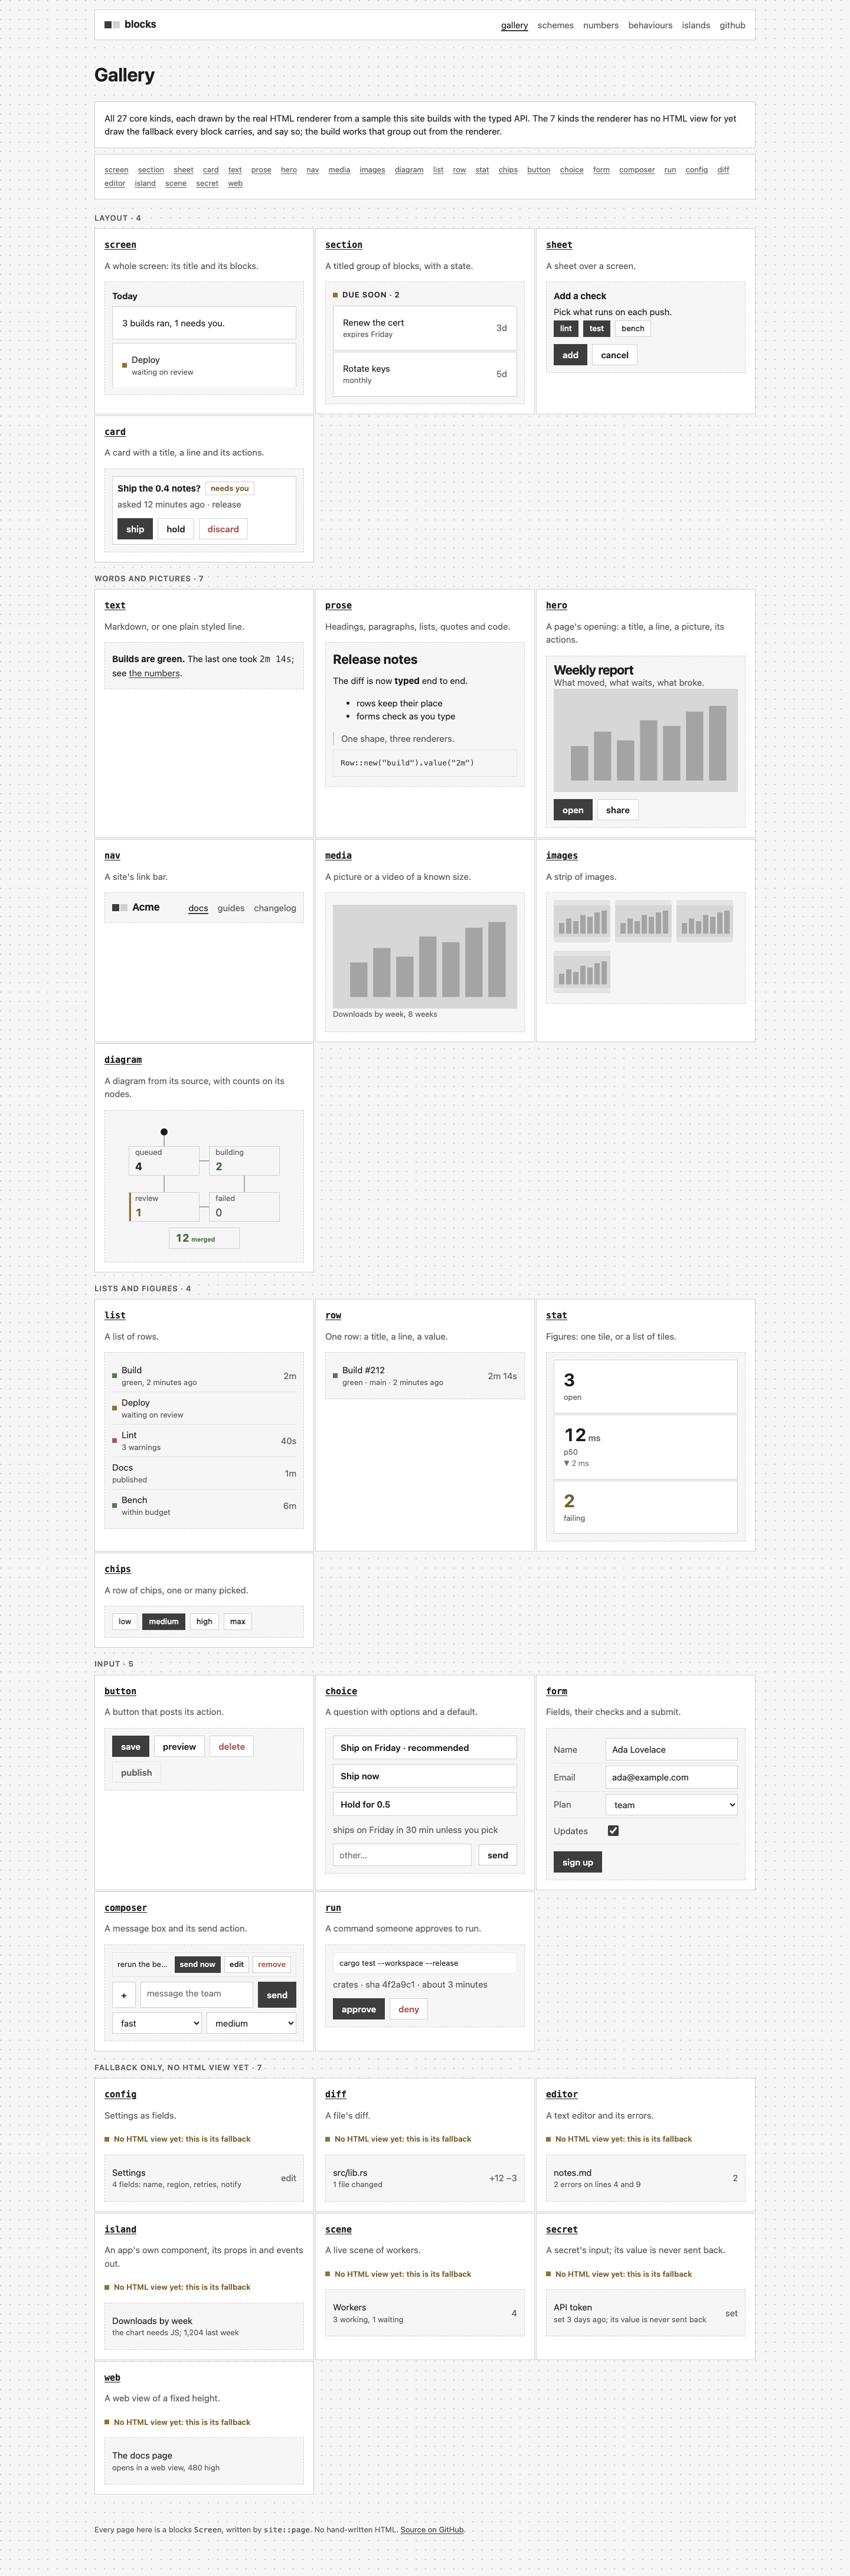 blocks
gallery schemes numbers behaviours islands github
Gallery
All 27 core kinds, each drawn by the real HTML renderer from a sample this site builds with the typed API. The 7 kinds the renderer has no HTML view for yet
draw the fallback every block carries, and say so; the build works that group out from the renderer.
screen section sheet card text prose hero nav media images diagram list row stat chips button choice form composer run config diff
editor island scene secret web
LAYOUT · 4
screen
A whole screen: its title and its blocks.
Today
3 builds ran, 1 needs you.
Deploy
waiting on review
section
A titled group of blocks, with a state.
DUE SOON · 2
Renew the cert
expires Friday
3d
Rotate keys
monthly
5d
sheet
A sheet over a screen.
Add a check
Pick what runs on each push.
lint test bench
add cancel
card
A card with a title, a line and its actions.
Ship the 0.4 notes? needs you
asked 12 minutes ago · release
ship hold discard
WORDS AND PICTURES · 7
text
Markdown, or one plain styled line.
Builds are green. The last one took 2m 14s;
see the numbers.
prose
Headings, paragraphs, lists, quotes and code.
Release notes
The diff is now typed end to end.
• rows keep their place
• forms check as you type
One shape, three renderers.
Row::new("build").value("2m")
hero
A page's opening: a title, a line, a picture, its
actions.
Weekly report
What moved, what waits, what broke.
open share
nav
A site's link bar.
Acme docs guides changelog
media
A picture or a video of a known size.
Downloads by week, 8 weeks
images
A strip of images.
diagram
A diagram from its source, with counts on its
nodes.
queued
4
building
2
review
1
failed
0
12 merged
LISTS AND FIGURES · 4
list
A list of rows.
Build
green, 2 minutes ago
2m
Deploy
waiting on review
Lint
3 warnings
40s
Docs
published
1m
Bench
within budget
6m
row
One row: a title, a line, a value.
Build #212
green · main · 2 minutes ago
2m 14s
stat
Figures: one tile, or a list of tiles.
3
open
12 ms
p50
▼ 2 ms
2
failing
chips
A row of chips, one or many picked.
low medium high max
INPUT · 5
button
A button that posts its action.
save preview delete
publish
choice
A question with options and a default.
Ship on Friday · recommended
Ship now
Hold for 0.5
ships on Friday in 30 min unless you pick
other... send
form
Fields, their checks and a submit.
Name Ada Lovelace
Email ada@example.com
Plan team
Updates
sign up
composer
A message box and its send action.
rerun the be... send now edit remove
+ message the team send
fast medium
run
A command someone approves to run.
cargo test --workspace --release
crates · sha 4f2a9c1 · about 3 minutes
approve deny
FALLBACK ONLY, NO HTML VIEW YET · 7
config
Settings as fields.
No HTML view yet: this is its fallback
Settings
4 fields: name, region, retries, notify
edit
diff
A file's diff.
No HTML view yet: this is its fallback
src/lib.rs
1 file changed
+12 −3
editor
A text editor and its errors.
No HTML view yet: this is its fallback
notes.md
2 errors on lines 4 and 9
2
island
An app's own component, its props in and events
out.
No HTML view yet: this is its fallback
Downloads by week
the chart needs JS; 1,204 last week
scene
A live scene of workers.
No HTML view yet: this is its fallback
Workers
3 working, 1 waiting
4
secret
A secret's input; its value is never sent back.
No HTML view yet: this is its fallback
API token
set 3 days ago; its value is never sent back
set
web
A web view of a fixed height.
No HTML view yet: this is its fallback
The docs page
opens in a web view, 480 high
Every page here is a blocks Screen, written by site::page. No hand-written HTML. Source on GitHub.